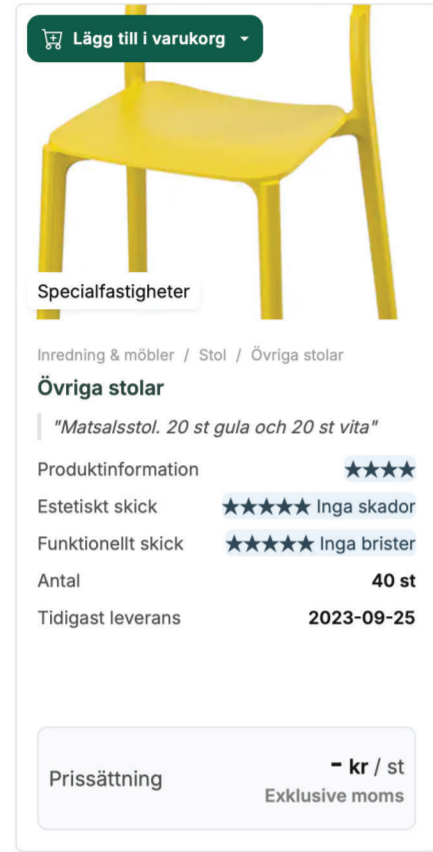 Lägg till i varukorg
Specialfastigheter
Inredning & möbler / Stol / Övriga stolar
Övriga stolar
"Matsalsstol. 20 st gula och 20 st vita"
Produktinformation ★★★★
Estetiskt skick ★★★★★ Inga skador
Funktionellt skick ★★★★★ Inga brister
Antal 40 st
Tidigast leverans 2023-09-25
Prissättning - kr / st
Exklusive moms